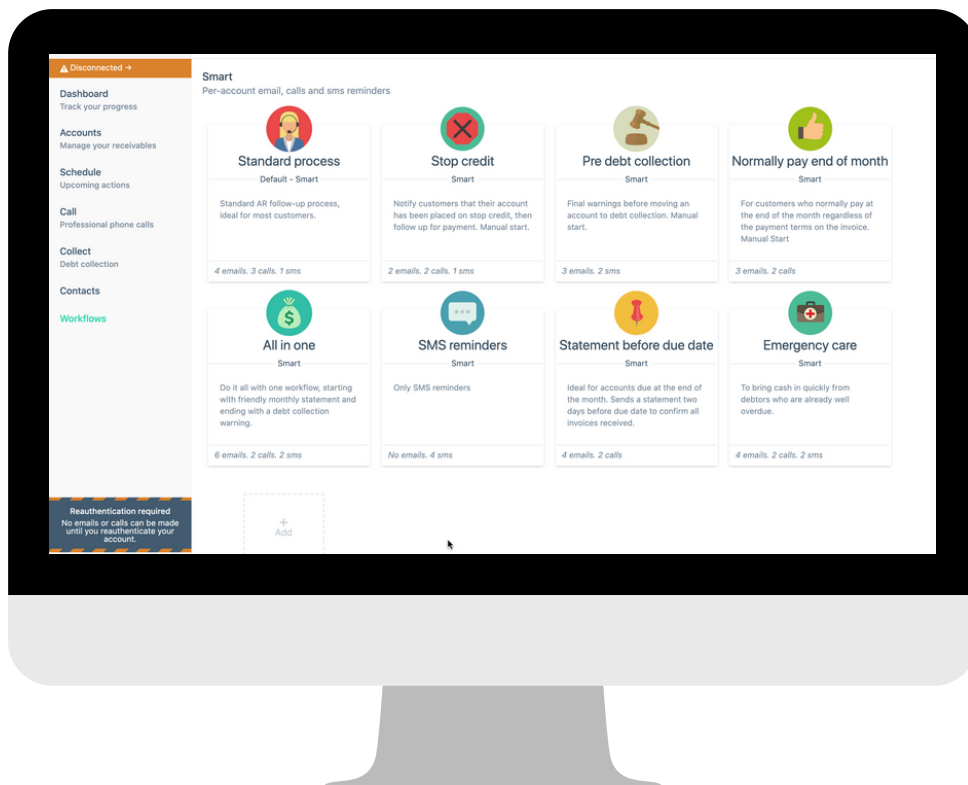 Disconnected →
Dashboard
Track your progress
Accounts
Manage your receivables
Schedule
Upcoming actions
Call
Professional phone calls
Collect
Debt collection
Contacts
Workflows
Reauthentication required
No emails or calls can be made
until you reauthenticate your
account.
Smart
Per-account email, calls and sms reminders
Standard process
Default - Smart
Standard AR follow-up process,
ideal for most customers.
4 emails. 3 calls. 1 sms
Stop credit
Smart
Notify customers that their account
has been placed on stop credit, then
follow up for payment. Manual start.
2 emails. 2 calls. 1 sms
Pre debt collection
Smart
Final warnings before moving an
account to debt collection. Manual
start.
3 emails. 2 sms
Normally pay end of month
Smart
For customers who normally pay at
the end of the month regardless of
the payment terms on the invoice.
Manual Start
3 emails. 2 calls
All in one
Smart
Do it all with one workflow, starting
with friendly monthly statement and
ending with a debt collection
warning.
6 emails. 2 calls. 2 sms
SMS reminders
Smart
Only SMS reminders
No emails. 4 sms
Statement before due date
Smart
Ideal for accounts due at the end of
the month. Sends a statement two
days before due date to confirm all
invoices received.
4 emails. 2 calls
Emergency care
Smart
To bring cash in quickly from
debtors who are already well
overdue.
4 emails. 2 calls. 2 sms
+
Add